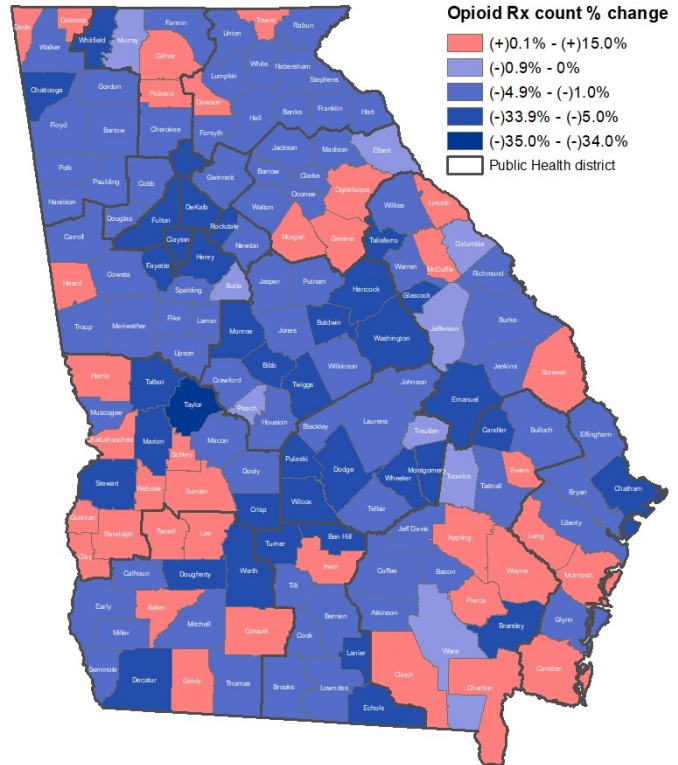 Opioid Rx count % change
(+)0.1% - (+)15.0%
(-)0.9% - 0%
(-)4.9% - (-)1.0%
(-)33.9% - (-)5.0%
(-)35.0% - (-)34.0%
Public Health district
Dade
Catoosa
Whitfield
Murray
Fannin
Towns
Union
Rabun
Walker
Gilmer
White
Habersham
Lumpkin
Stephens
Chattooga
Gordon
Pickens
Dawson
Floyd
Bartow
Cherokee
Forsyth
Hall
Banks
Franklin
Hart
Polk
Paulding
Cobb
Gwinnett
Jackson
Madison
Elbert
Barrow
Clarke
Oconee
Oglethorpe
Haralson
Douglas
Fulton
DeKalb
Rockdale
Walton
Wilkes
Lincoln
Carroll
Clayton
Henry
Newton
Morgan
Greene
Taliaferro
Columbia
Fayette
McDuffie
Warren
Richmond
Heard
Coweta
Spalding
Butts
Jasper
Putnam
Hancock
Glascock
Troup
Meriwether
Pike
Lamar
Monroe
Jones
Baldwin
Washington
Jefferson
Burke
Upson
Harris
Talbot
Crawford
Bibb
Twiggs
Wilkinson
Johnson
Jenkins
Screven
Muscogee
Taylor
Peach
Houston
Bleckley
Laurens
Emanuel
Candler
Bulloch
Effingham
Chattahoochee
Marion
Macon
Treutlen
Schley
Dooly
Pulaski
Dodge
Wheeler
Montgomery
Toombs
Tattnall
Evans
Bryan
Chatham
Stewart
Webster
Sumter
Crisp
Wilcox
Telfair
Liberty
Quitman
Randolph
Terrell
Lee
Turner
Ben Hill
Jeff Davis
Appling
Long
Clay
Calhoun
Dougherty
Worth
Irwin
Coffee
Bacon
Wayne
McIntosh
Tift
Early
Baker
Mitchell
Colquitt
Berrien
Cook
Atkinson
Pierce
Brantley
Glynn
Miller
Ware
Lanier
Seminole
Decatur
Grady
Thomas
Brooks
Lowndes
Clinch
Charlton
Camden
Echols